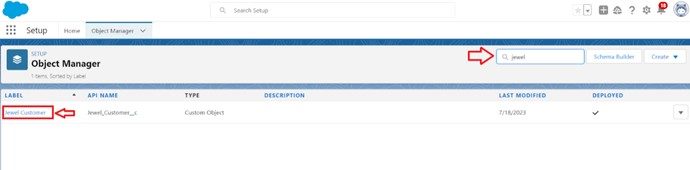 Search Setup
18
Setup Home Object Manager
SETUP
Object Manager
1 Items, Sorted by Label
jewel
Schema Builder
Create
LABEL API NAME TYPE DESCRIPTION LAST MODIFIED DEPLOYED
Jewel Customer Jewel_Customer__c Custom Object 7/18/2023